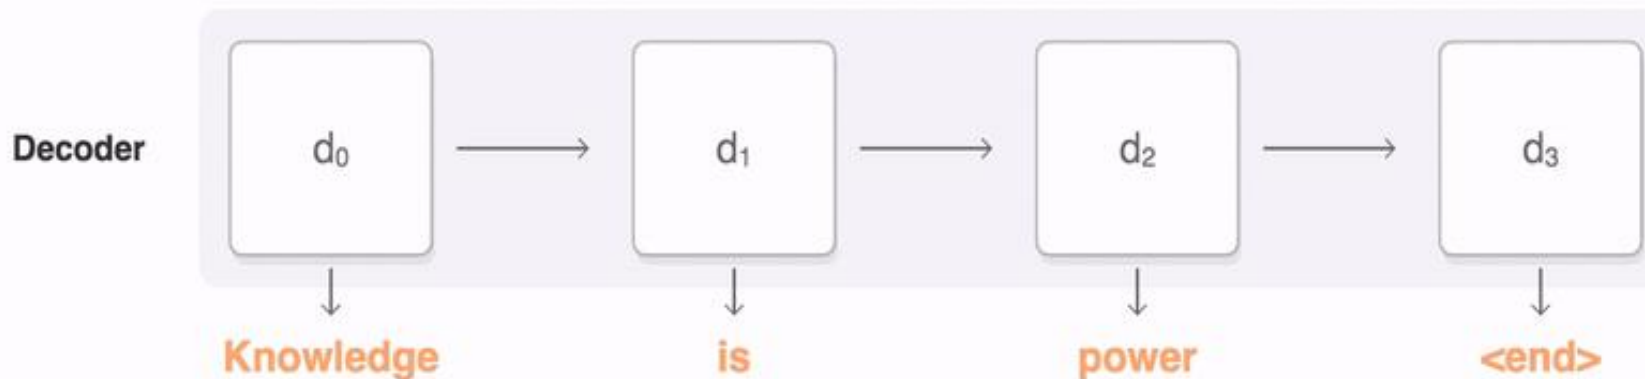 Decoder d₀ d₁ d₂ d₃
Knowledge is power <end>